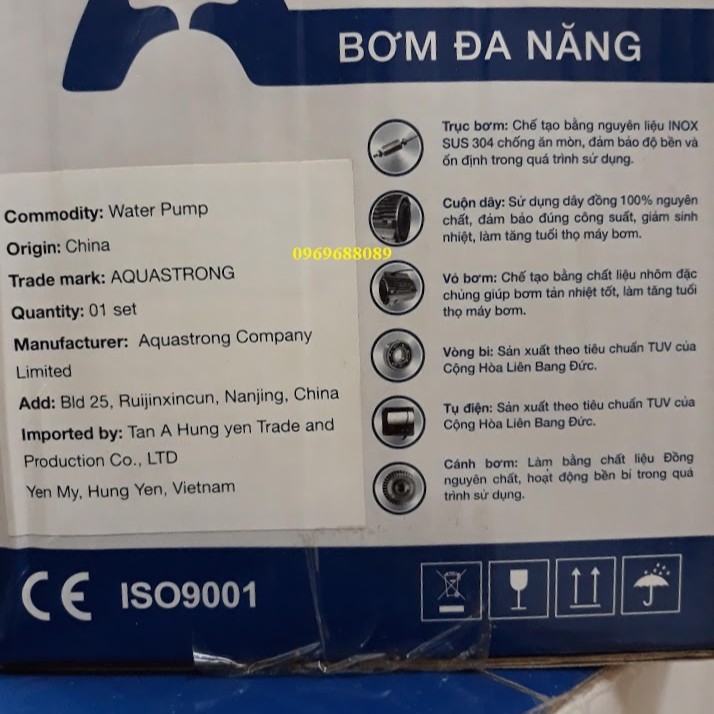 BƠM ĐA NĂNG
Trục bơm: Chế tạo bằng nguyên liệu INOX
SUS 304 chống ăn mòn, đảm bảo độ bền và
ổn định trong quá trình sử dụng.
Cuộn dây: Sử dụng dây đồng 100% nguyên
chất, đảm bảo đúng công suất, giảm sinh
nhiệt, làm tăng tuổi thọ máy bơm.
Vỏ bơm: Chế tạo bằng chất liệu nhôm đặc
chủng giúp bơm tản nhiệt tốt, làm tăng tuổi
thọ máy bơm.
Vòng bi: Sản xuất theo tiêu chuẩn TUV của
Cộng Hòa Liên Bang Đức.
Tụ điện: Sản xuất theo tiêu chuẩn TUV của
Cộng Hòa Liên Bang Đức.
Cánh bơm: Làm bằng chất liệu Đồng
nguyên chất, hoạt động bền bỉ trong quá
trình sử dụng.
Commodity: Water Pump
Origin: China
Trade mark: AQUASTRONG
Quantity: 01 set
Manufacturer: Aquastrong Company
Limited
Add: Bld 25, Ruijinxincun, Nanjing, China
Imported by: Tan A Hung yen Trade and
Production Co., LTD
Yen My, Hung Yen, Vietnam
0969688089
CE ISO9001